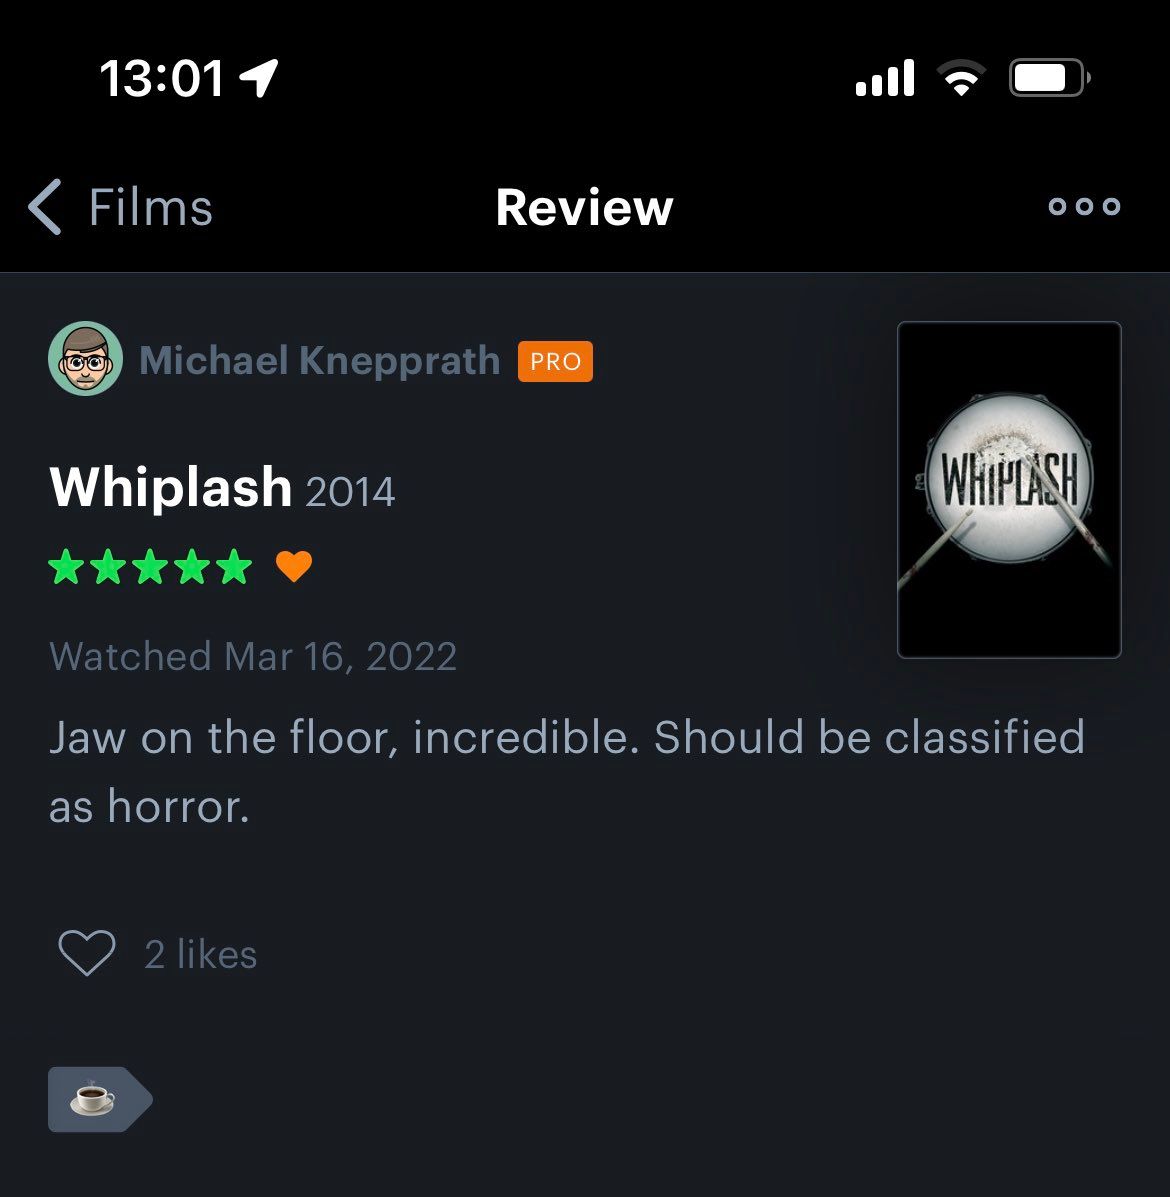 13:01
Films
Review
Michael Knepprath PRO
Whiplash 2014
WHIPLASH
Watched Mar 16, 2022
Jaw on the floor, incredible. Should be classified
as horror.
2 likes